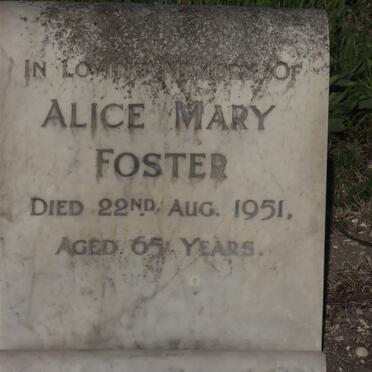 In Loving Memory Of
Alice Mary
Foster
Died 22nd Aug. 1951,
Aged 65 Years.